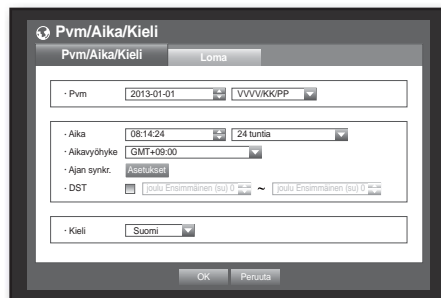 Pvm/Aika/Kieli
Pvm/Aika/Kieli Loma
· Pvm 2013-01-01 VVVV/KK/PP
· Aika 08:14:24 24 tuntia
· Aikavyöhyke GMT+09:00
· Ajan synkr. Asetukset
· DST joulu Ensimmäinen (su) 0 ~ joulu Ensimmäinen (su) 0
· Kieli Suomi
OK Peruuta